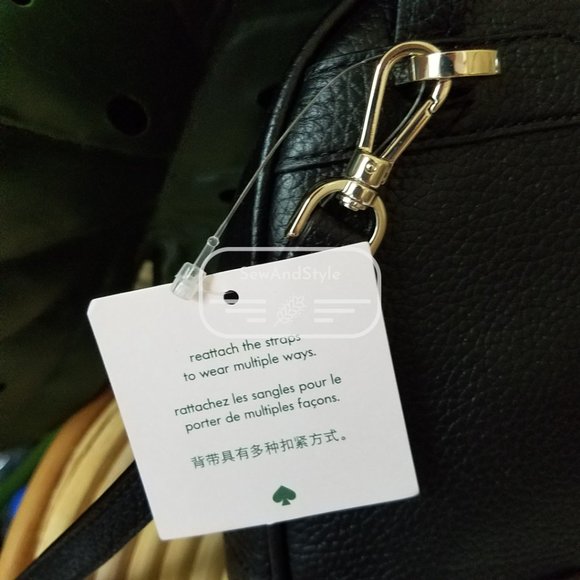 SewAndStyle
reattach the straps
to wear multiple ways.
rattachez les sangles pour le
porter de multiples façons.
背带具有多种扣紧方式。